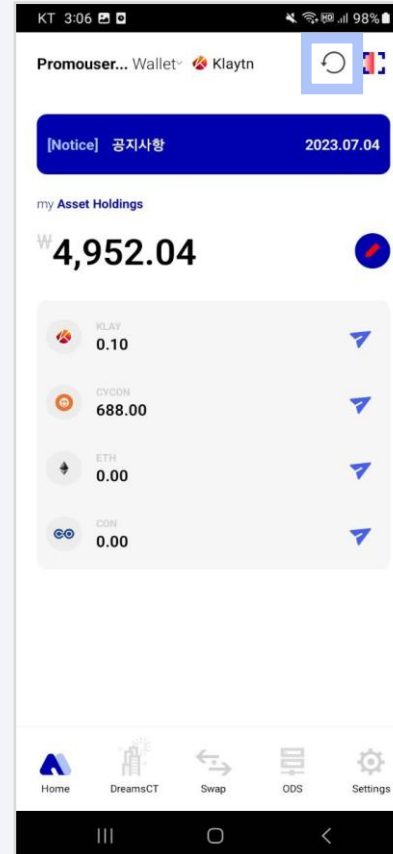 KT 3:06 98%
Promouser... Wallet Klaytn
[Notice] 공지사항 2023.07.04
my Asset Holdings
₩4,952.04
KLAY
0.10
CYCON
688.00
ETH
0.00
CON
0.00
Home DreamsCT Swap ODS Settings